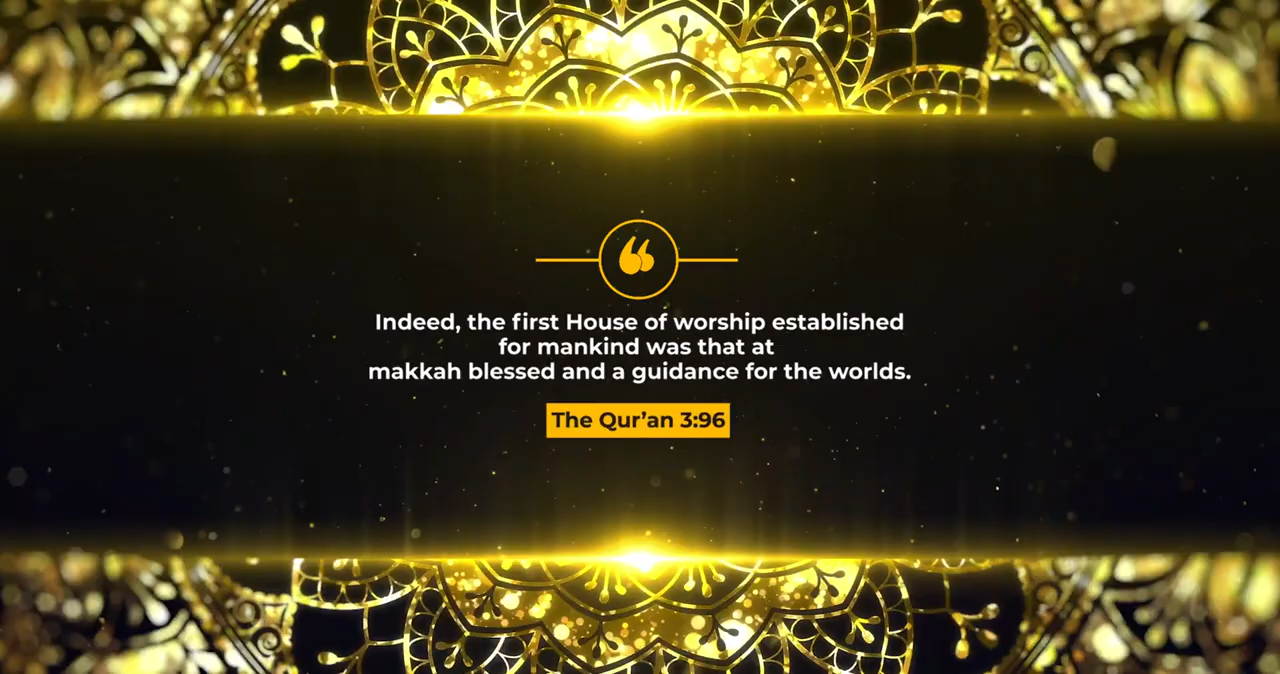 Indeed, the first House of worship established
for mankind was that at
makkah blessed and a guidance for the worlds.
The Qur’an 3:96